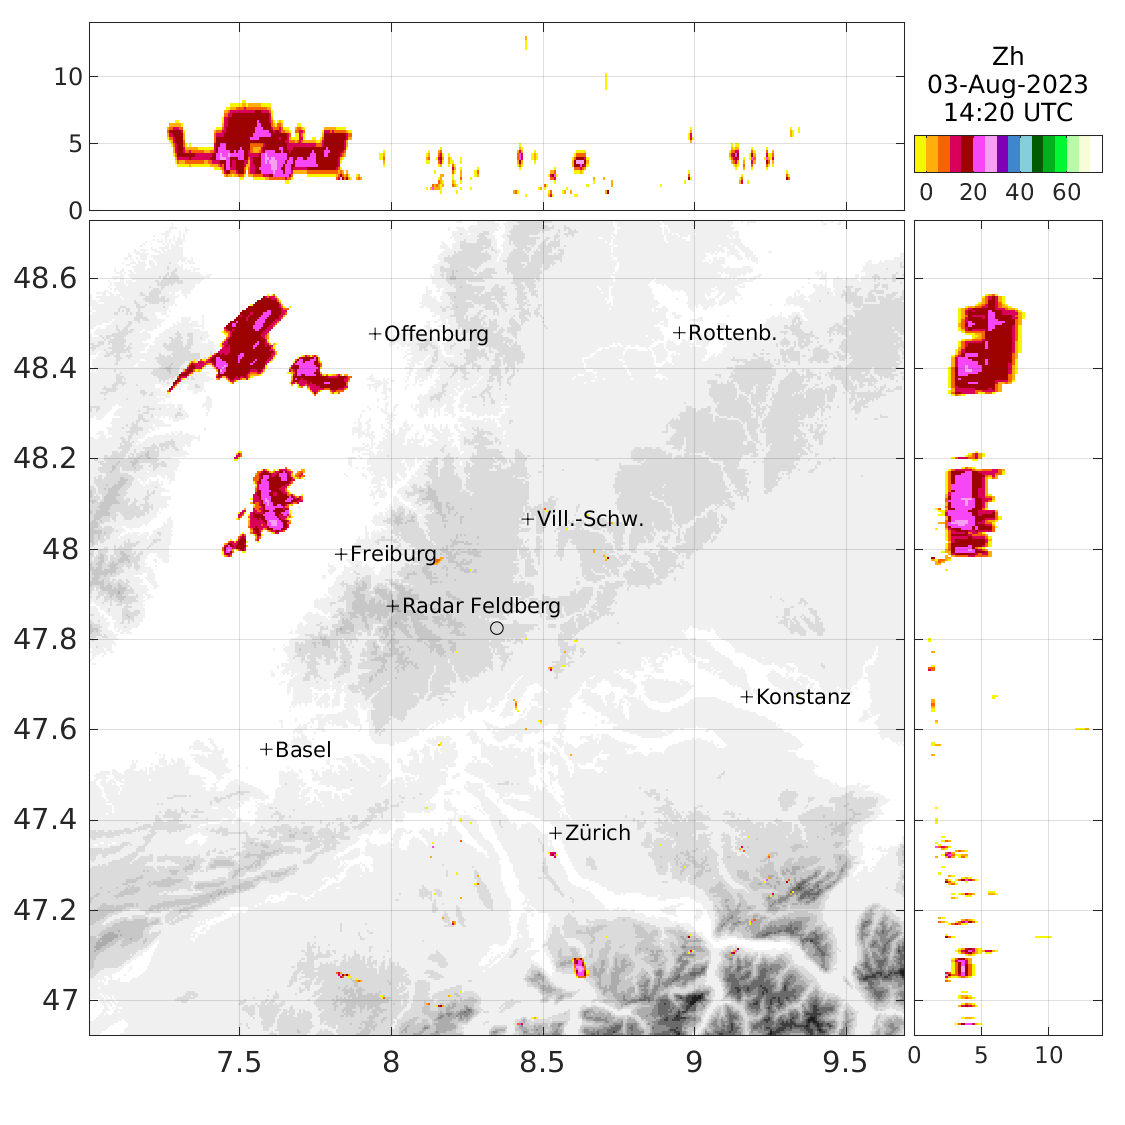 10
5
0
Zh
03-Aug-2023
14:20 UTC
0 20 40 60
48.6
48.4
48.2
48
47.8
47.6
47.4
47.2
47
+Offenburg
+Rottenb.
+Vill.-Schw.
+Freiburg
+Radar Feldberg
+Konstanz
+Basel
+Zürich
7.5 8 8.5 9 9.5
0 5 10